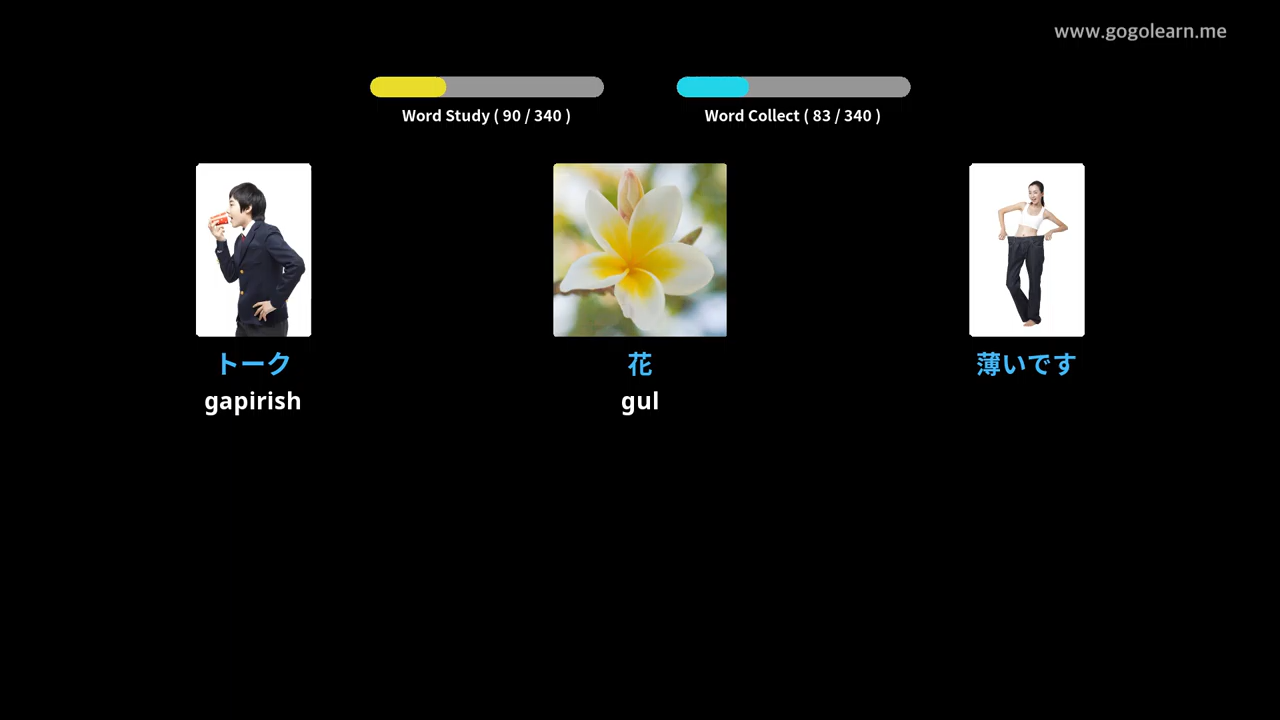 www.gogolearn.me
Word Study ( 90 / 340 )
Word Collect ( 83 / 340 )
トーク
花
薄いです
gapirish
gul